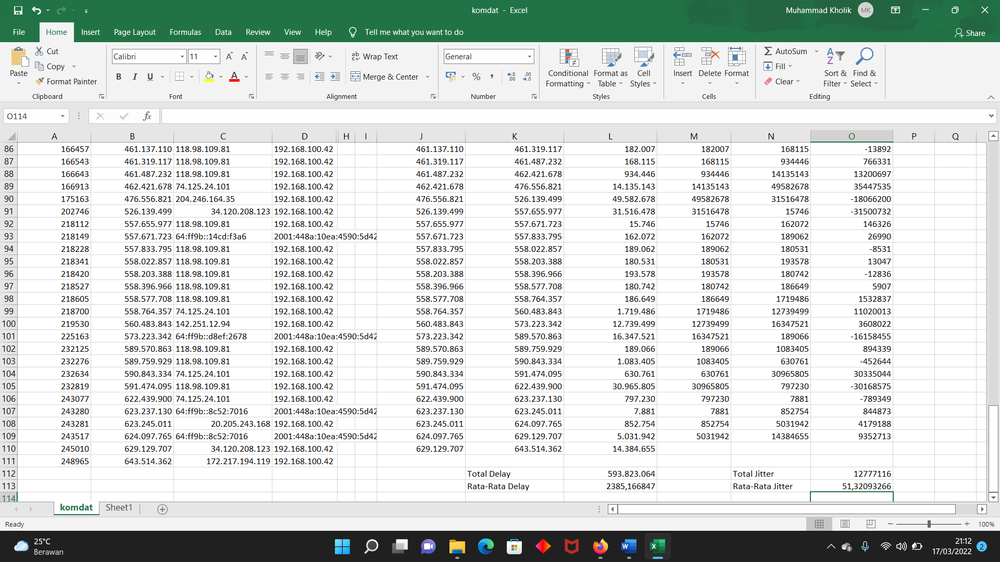 komdat - Excel
Muhammad Kholik MK
File Home Insert Page Layout Formulas Data Review View Help Tell me what you want to do Share
Paste Cut Copy Format Painter Clipboard
Calibri 11 B I U A Font
Wrap Text Merge & Center Alignment
General % Number
Conditional Formatting Format as Table Cell Styles Styles
Insert Delete Format Cells
AutoSum Fill Clear Sort & Filter Find & Select Editing
O114 fx
A B C D H I J K L M N O P Q
86 166457 461.137.110 118.98.109.81 192.168.100.42 461.137.110 461.319.117 182.007 182007 168115 -13892
87 166543 461.319.117 118.98.109.81 192.168.100.42 461.319.117 461.487.232 168.115 168115 934446 766331
88 166643 461.487.232 118.98.109.81 192.168.100.42 461.487.232 462.421.678 934.446 934446 14135143 13200697
89 166913 462.421.678 74.125.24.101 192.168.100.42 462.421.678 476.556.821 14.135.143 14135143 49582678 35447535
90 175163 476.556.821 204.246.164.35 192.168.100.42 476.556.821 526.139.499 49.582.678 49582678 31516478 -18066200
91 202746 526.139.499 34.120.208.123 192.168.100.42 526.139.499 557.655.977 31.516.478 31516478 15746 -31500732
92 218112 557.655.977 118.98.109.81 192.168.100.42 557.655.977 557.671.723 15.746 15746 162072 146326
93 218149 557.671.723 64:ff9b::14cd:f3a6 2001:448a:10ea:4590:5d42 557.671.723 557.833.795 162.072 162072 189062 26990
94 218228 557.833.795 118.98.109.81 192.168.100.42 557.833.795 558.022.857 189.062 189062 180531 -8531
95 218341 558.022.857 118.98.109.81 192.168.100.42 558.022.857 558.203.388 180.531 180531 193578 13047
96 218420 558.203.388 118.98.109.81 192.168.100.42 558.203.388 558.396.966 193.578 193578 180742 -12836
97 218527 558.396.966 118.98.109.81 192.168.100.42 558.396.966 558.577.708 180.742 180742 186649 5907
98 218605 558.577.708 118.98.109.81 192.168.100.42 558.577.708 558.764.357 186.649 186649 1719486 1532837
99 218700 558.764.357 74.125.24.101 192.168.100.42 558.764.357 560.483.843 1.719.486 1719486 12739499 11020013
100 219530 560.483.843 142.251.12.94 192.168.100.42 560.483.843 573.223.342 12.739.499 12739499 16347521 3608022
101 225163 573.223.342 64:ff9b::d8ef:2678 2001:448a:10ea:4590:5d42 573.223.342 589.570.863 16.347.521 16347521 189066 -16158455
102 232125 589.570.863 118.98.109.81 192.168.100.42 589.570.863 589.759.929 189.066 189066 1083405 894339
103 232276 589.759.929 118.98.109.81 192.168.100.42 589.759.929 590.843.334 1.083.405 1083405 630761 -452644
104 232634 590.843.334 74.125.24.101 192.168.100.42 590.843.334 591.474.095 630.761 630761 30965805 30335044
105 232819 591.474.095 118.98.109.81 192.168.100.42 591.474.095 622.439.900 30.965.805 30965805 797230 -30168575
106 243077 622.439.900 74.125.24.101 192.168.100.42 622.439.900 623.237.130 797.230 797230 7881 -789349
107 243280 623.237.130 64:ff9b::8c52:7016 2001:448a:10ea:4590:5d42 623.237.130 623.245.011 7.881 7881 852754 844873
108 243281 623.245.011 20.205.243.168 192.168.100.42 623.245.011 624.097.765 852.754 852754 5031942 4179188
109 243517 624.097.765 64:ff9b::8c52:7016 2001:448a:10ea:4590:5d42 624.097.765 629.129.707 5.031.942 5031942 14384655 9352713
110 245010 629.129.707 34.120.208.123 192.168.100.42 629.129.707 643.514.362 14.384.655
111 248965 643.514.362 172.217.194.119 192.168.100.42
112 Total Delay 593.823.064 Total Jitter 12777116
113 Rata-Rata Delay 2385,166847 Rata-Rata Jitter 51,32093266
114
komdat Sheet1
Ready 100%
25°C
Berawan
21:12
17/03/2022 2